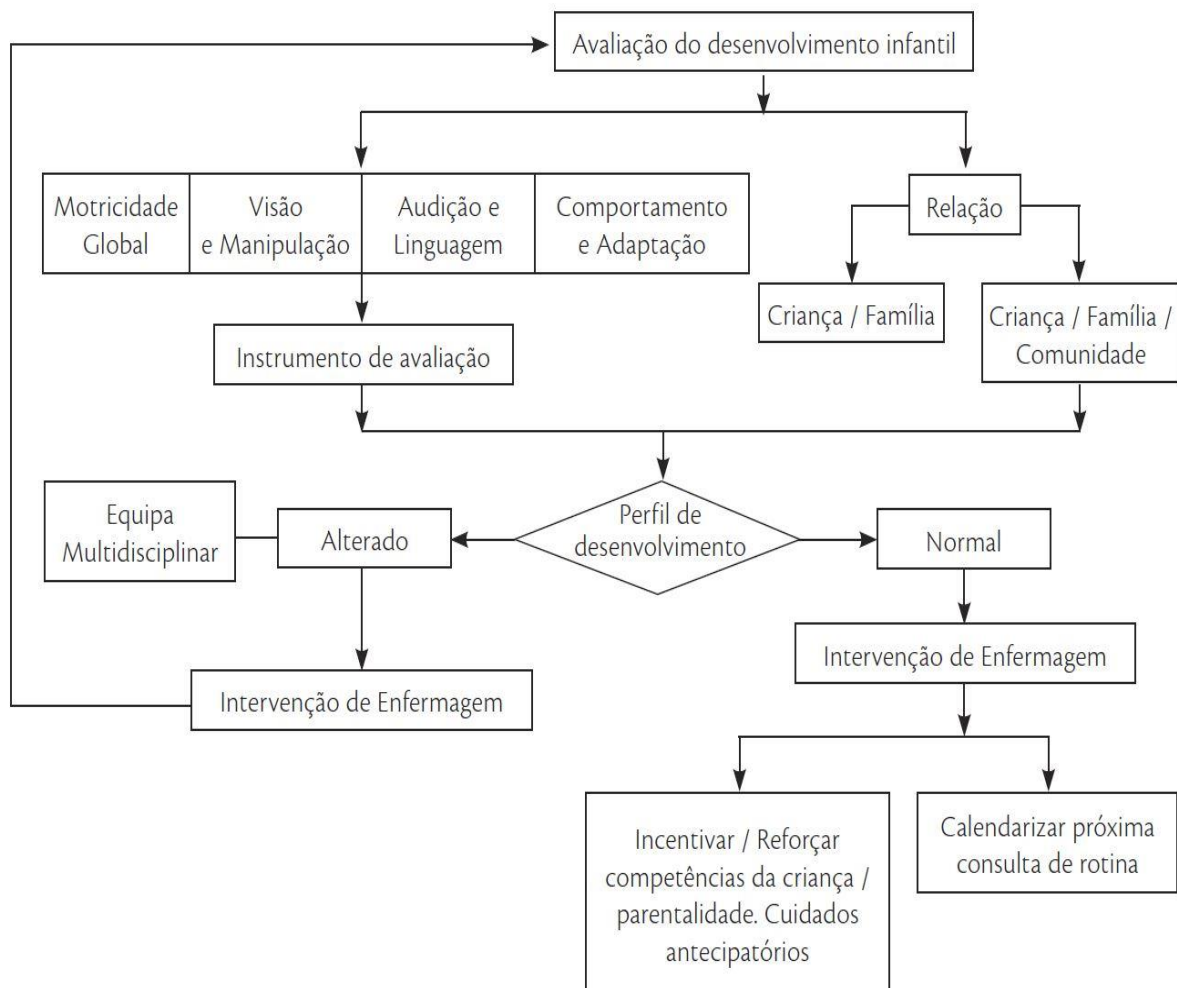 Avaliação do desenvolvimento infantil
Motricidade
Global
Visão
e Manipulação
Audição e
Linguagem
Comportamento
e Adaptação
Relação
Criança / Família
Criança / Família /
Comunidade
Instrumento de avaliação
Equipa
Multidisciplinar
Alterado
Perfil de
desenvolvimento
Normal
Intervenção de Enfermagem
Intervenção de Enfermagem
Incentivar / Reforçar
competências da criança /
parentalidade. Cuidados
antecipatórios
Calendarizar próxima
consulta de rotina